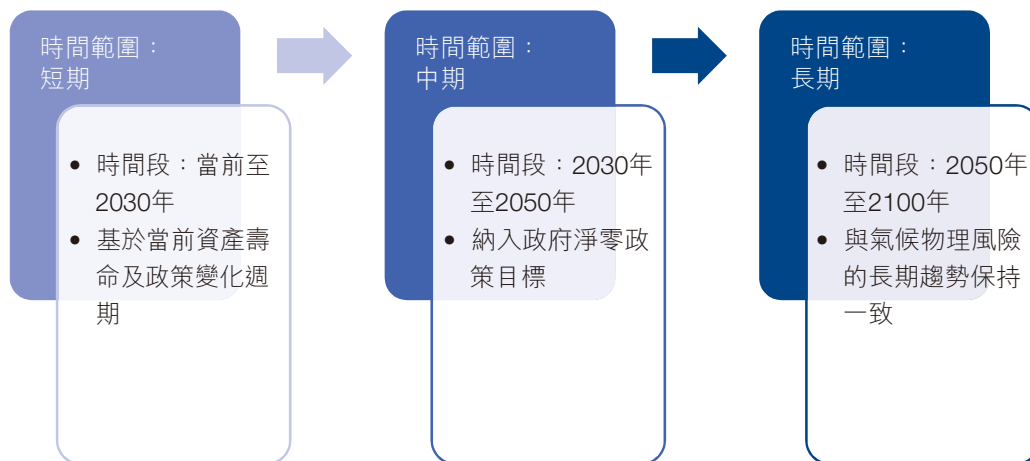 時間範圍：
短期
• 時間段：當前至
2030年
• 基於當前資產壽
命及政策變化週
期
時間範圍：
中期
• 時間段：2030年
至2050年
• 納入政府淨零政
策目標
時間範圍：
長期
• 時間段：2050年
至2100年
• 與氣候物理風險
的長期趨勢保持
一致